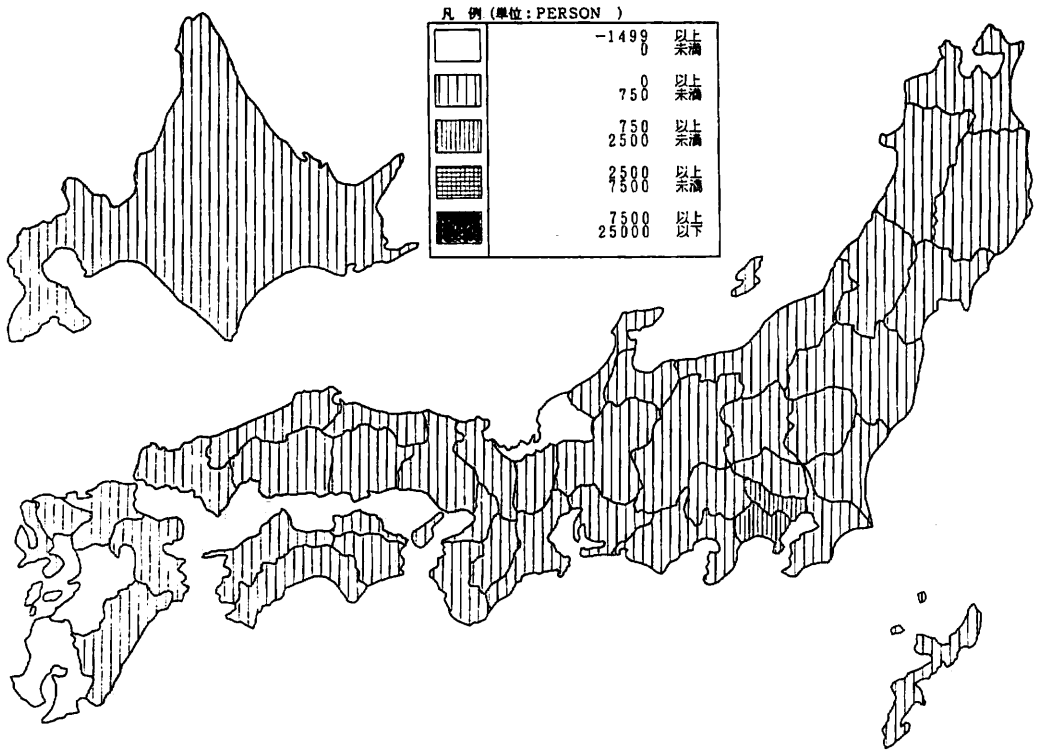 凡 例 (単位：PERSON )
-1499 以上
0 未満
0 以上
750 未満
750 以上
2500 未満
2500 以上
7500 未満
7500 以上
25000 以下